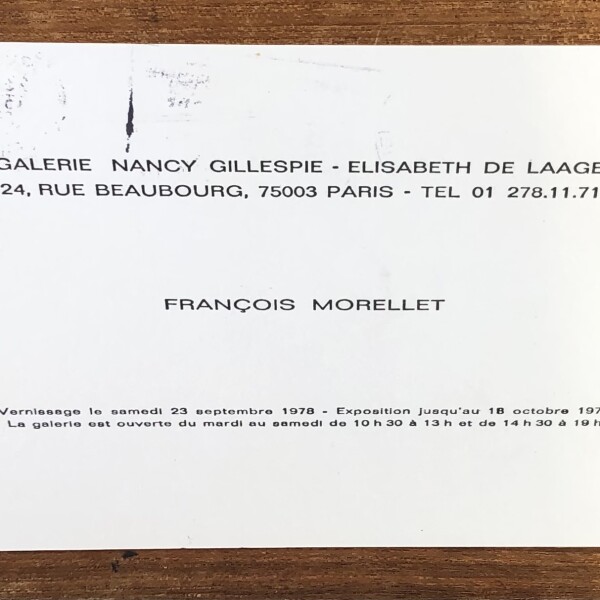 GALERIE NANCY GILLESPIE - ELISABETH DE LAAGE
24, RUE BEAUBOURG, 75003 PARIS - TEL 01 278.11.71
FRANÇOIS MORELLET
Vernissage le samedi 23 septembre 1978 - Exposition jusqu'au 18 octobre 197
La galerie est ouverte du mardi au samedi de 10 h 30 à 13 h et de 14 h 30 à 19 h